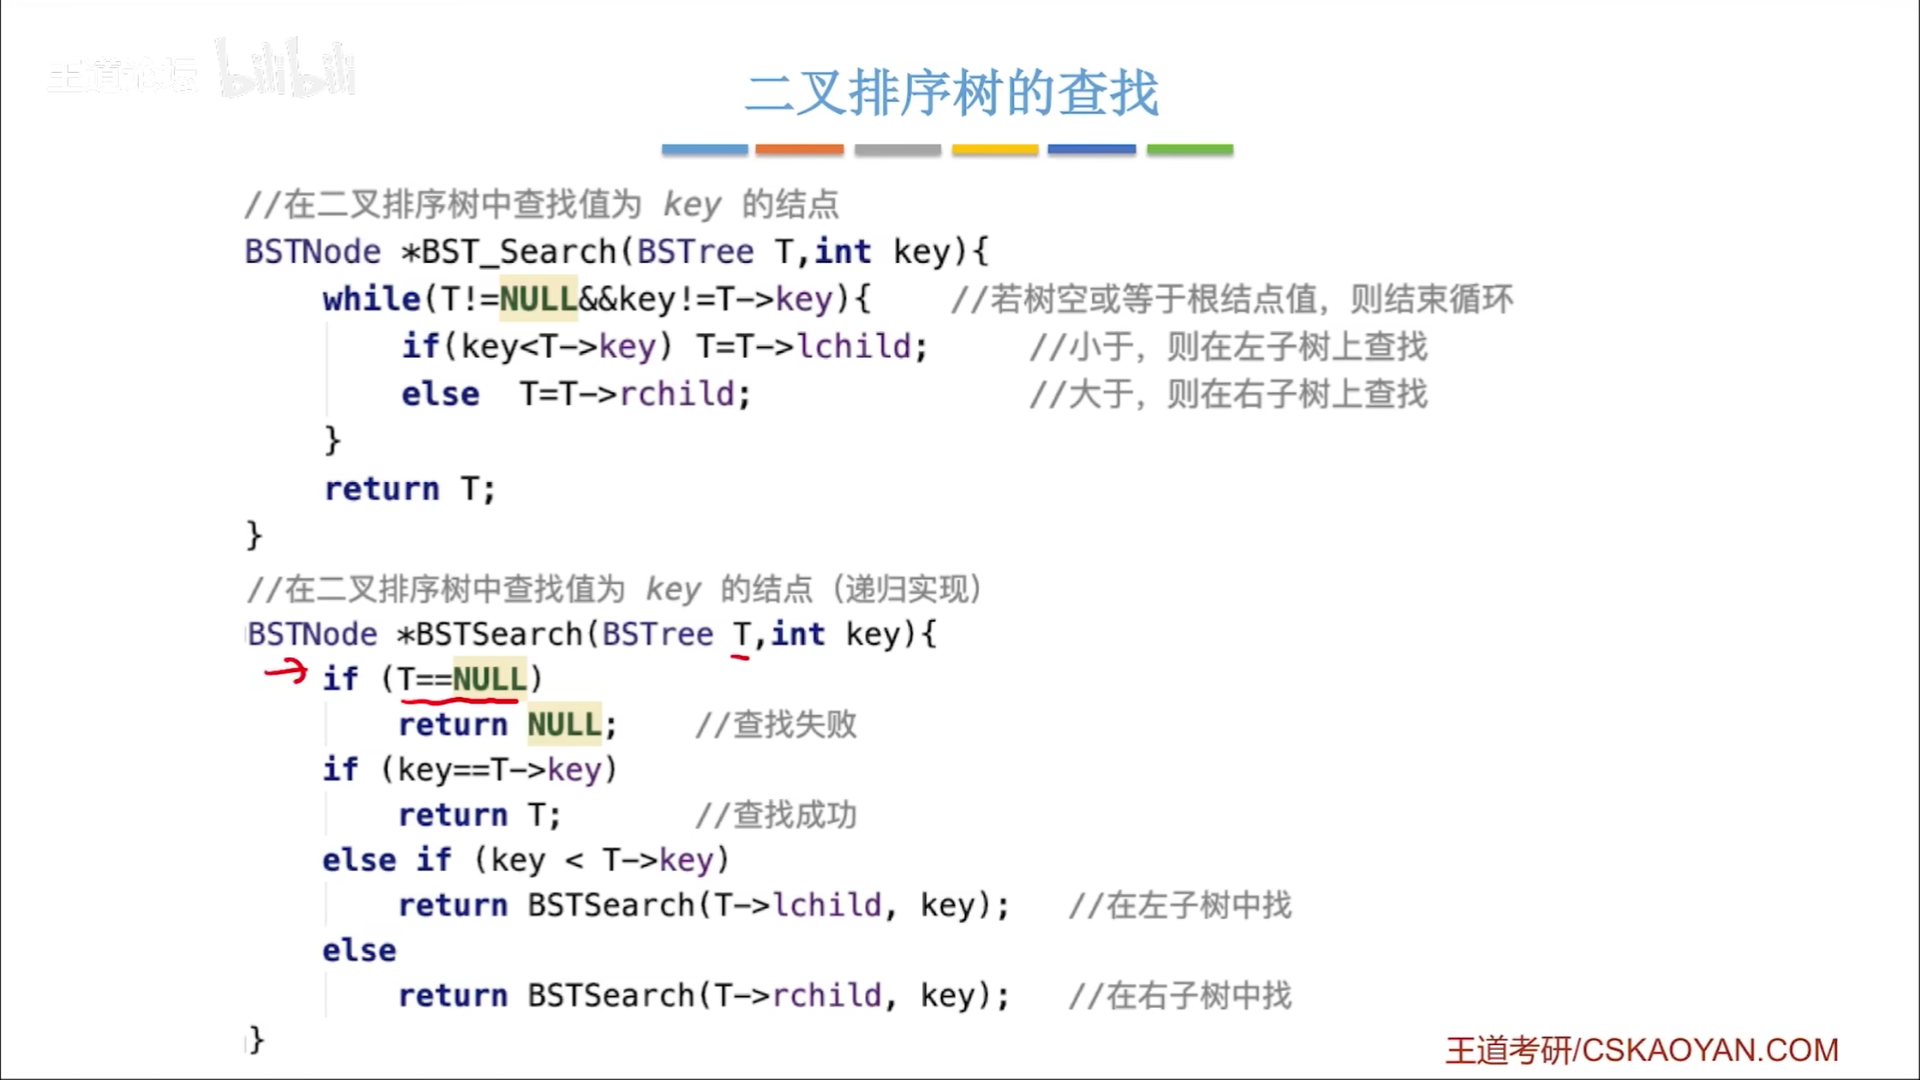 王道论坛 bilibili
二叉排序树的查找
//在二叉排序树中查找值为 key 的结点
BSTNode *BST_Search(BSTree T,int key){
while(T!=NULL&&key!=T->key){ //若树空或等于根结点值，则结束循环
if(key<T->key) T=T->lchild; //小于，则在左子树上查找
else T=T->rchild; //大于，则在右子树上查找
}
return T;
}
//在二叉排序树中查找值为 key 的结点（递归实现）
BSTNode *BSTSearch(BSTree T,int key){
if (T==NULL)
return NULL; //查找失败
if (key==T->key)
return T; //查找成功
else if (key < T->key)
return BSTSearch(T->lchild, key); //在左子树中找
else
return BSTSearch(T->rchild, key); //在右子树中找
}
王道考研/CSKAOYAN.COM